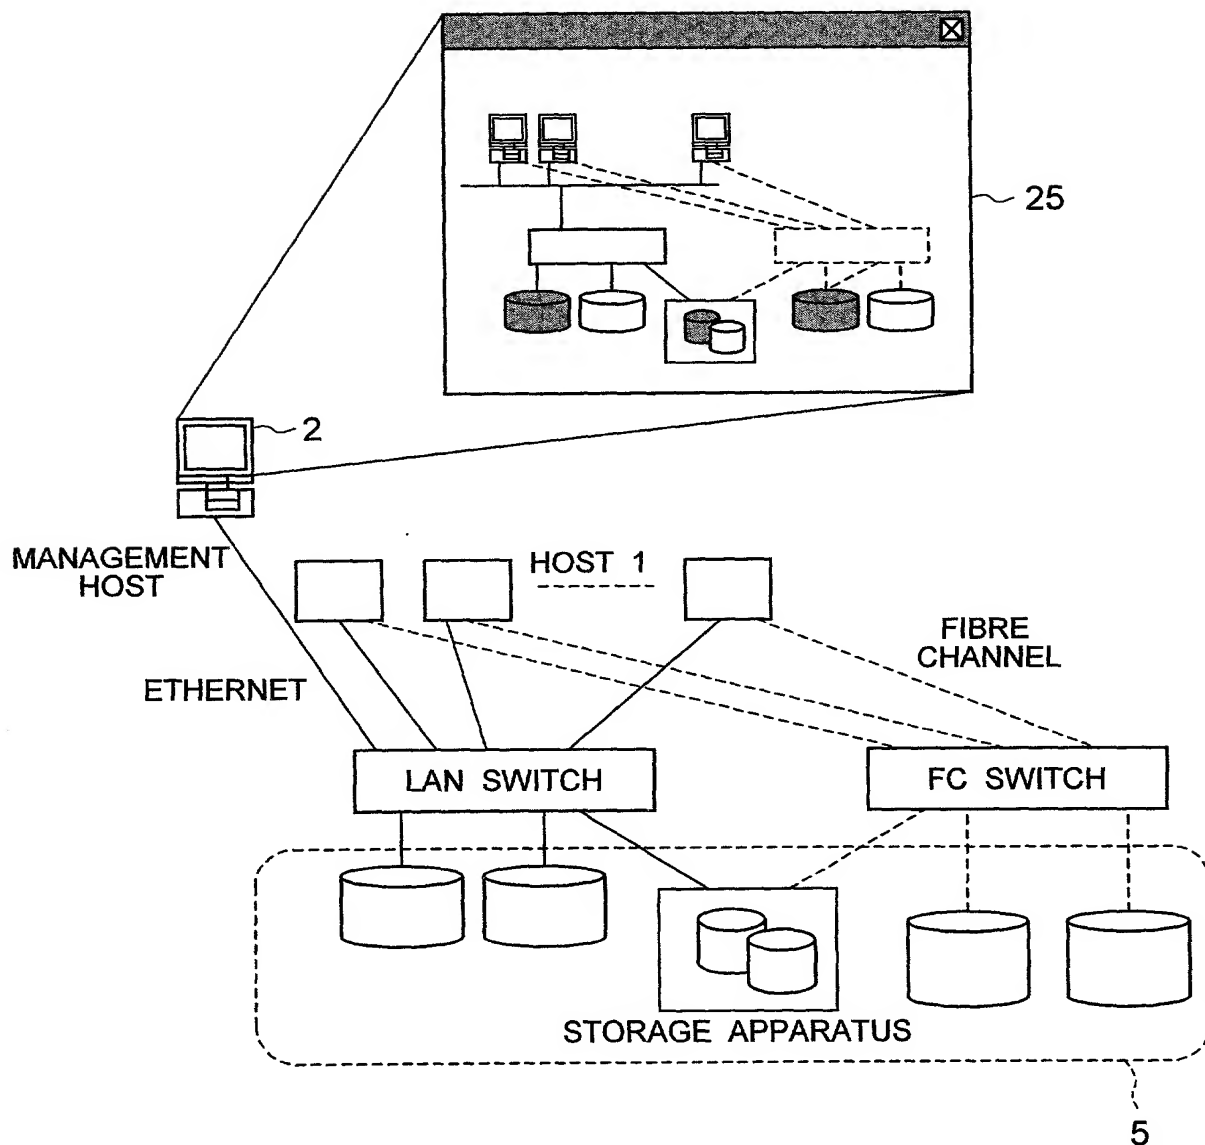 25
2
MANAGEMENT
HOST
HOST 1
FIBRE
CHANNEL
ETHERNET
LAN SWITCH
FC SWITCH
STORAGE APPARATUS
5